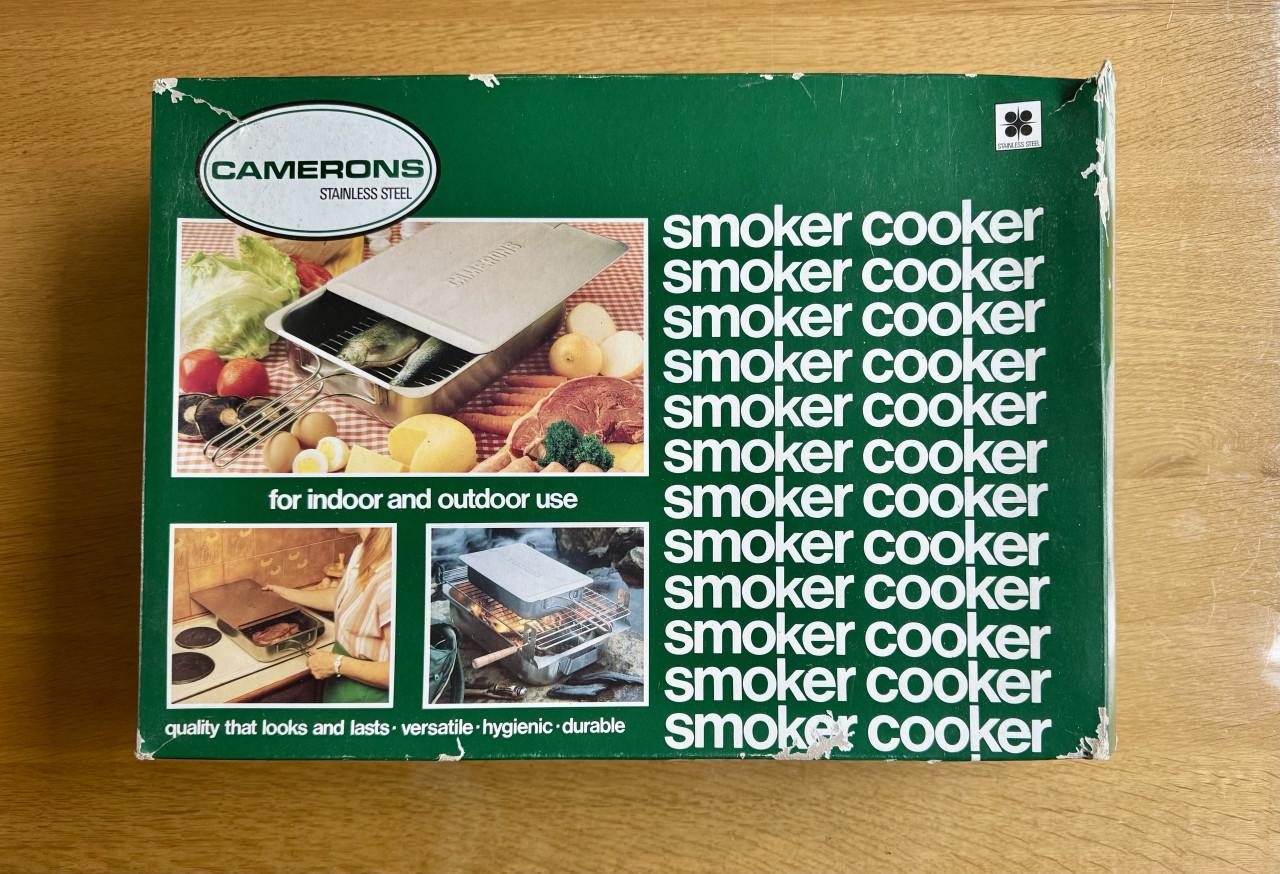 CAMERONS
STAINLESS STEEL
STAINLESS STEEL
CAMERONS
for indoor and outdoor use
quality that looks and lasts · versatile · hygienic · durable
smoker cooker
smoker cooker
smoker cooker
smoker cooker
smoker cooker
smoker cooker
smoker cooker
smoker cooker
smoker cooker
smoker cooker
smoker cooker
smoker cooker